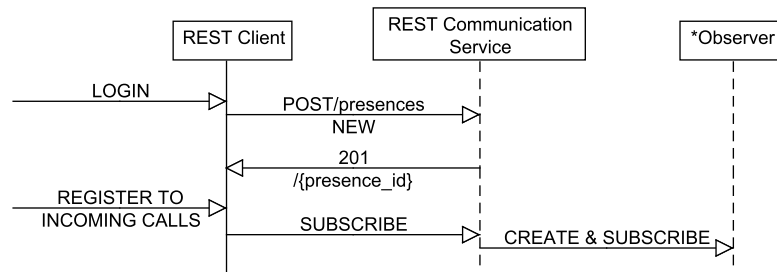 REST Client
REST Communication
Service
*Observer
LOGIN
POST/presences
NEW
201
/{presence_id}
REGISTER TO
INCOMING CALLS
SUBSCRIBE
CREATE & SUBSCRIBE